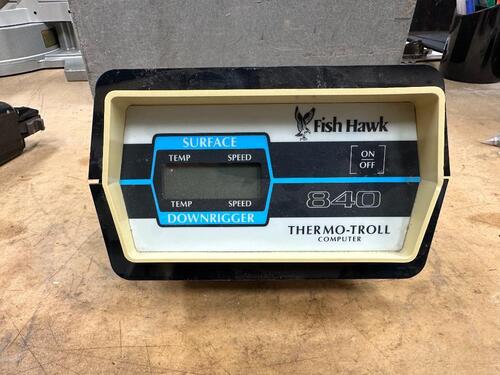 Fish Hawk
SURFACE
TEMP SPEED
ON
OFF
TEMP SPEED
840
DOWNRIGGER
THERMO-TROLL
COMPUTER